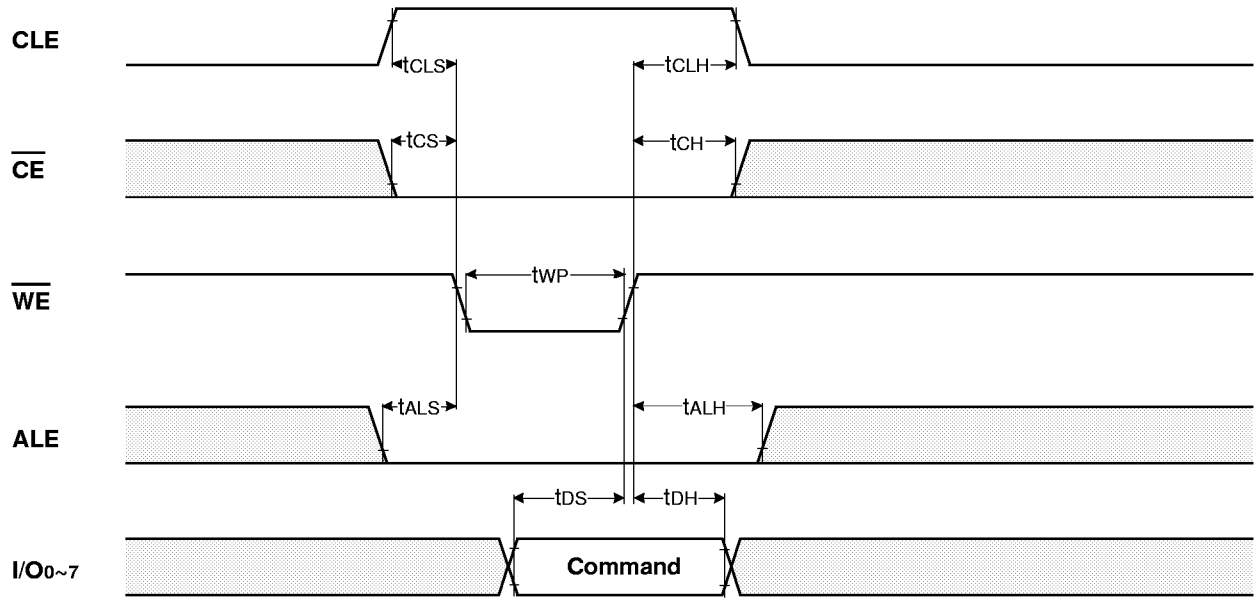 CLE
tCLS
tCLH
CE
tCS
tCH
WE
tWP
ALE
tALS
tALH
I/O0~7
tDS
tDH
Command